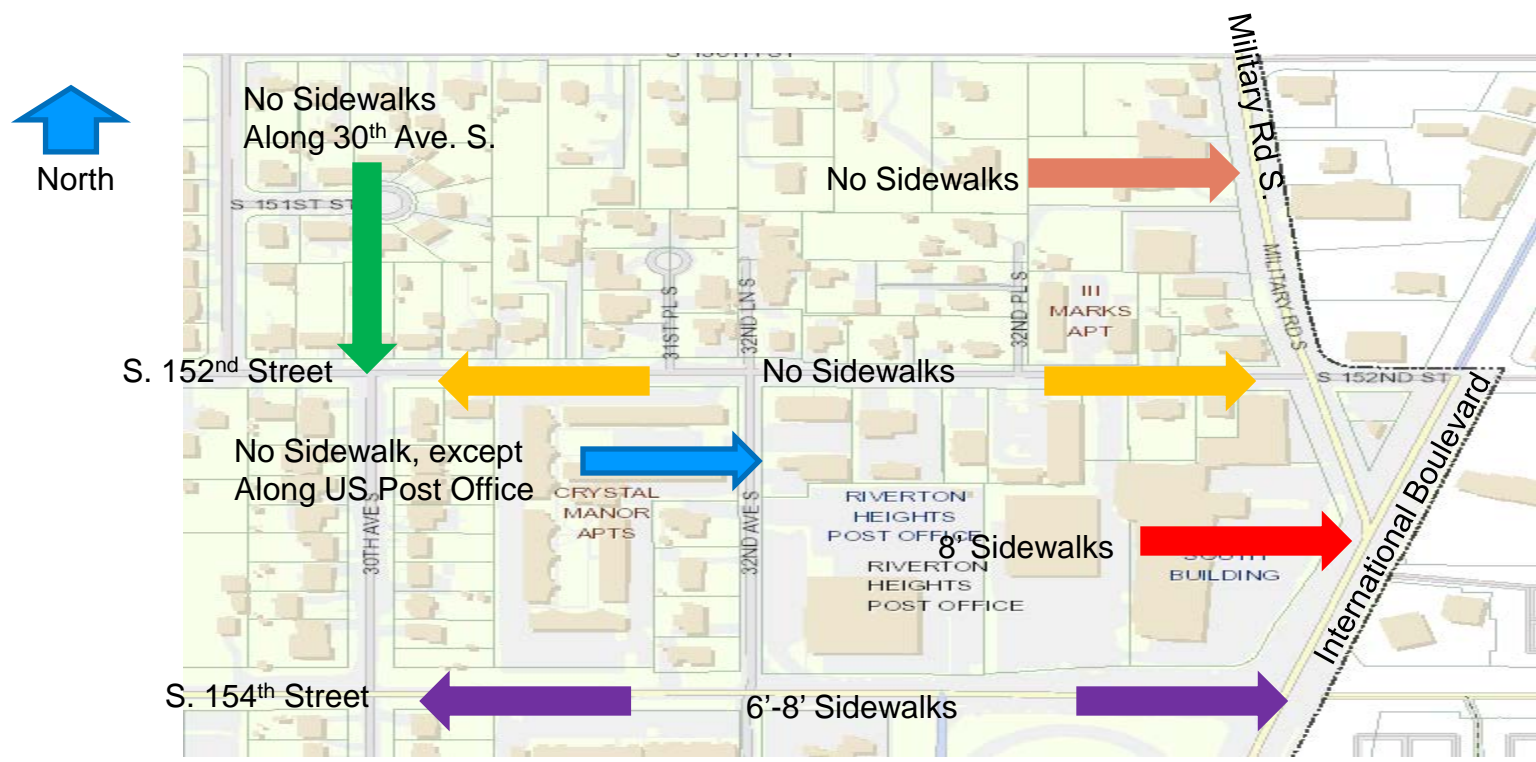 S 150TH ST
Military Rd S.
No Sidewalks
Along 30th Ave. S.
North
No Sidewalks
S 151ST ST
MILITARY RD S
31ST PL S
32ND LN S
32ND PL S
III
MARKS
APT
S. 152nd Street
No Sidewalks
S 152ND ST
No Sidewalk, except
Along US Post Office
CRYSTAL
MANOR
APTS
30TH AVE S
32ND AVE S
RIVERTON
HEIGHTS
POST OFFICE
8' Sidewalks
RIVERTON
HEIGHTS
POST OFFICE
SOUTH
BUILDING
International Boulevard
S. 154th Street
6'-8' Sidewalks